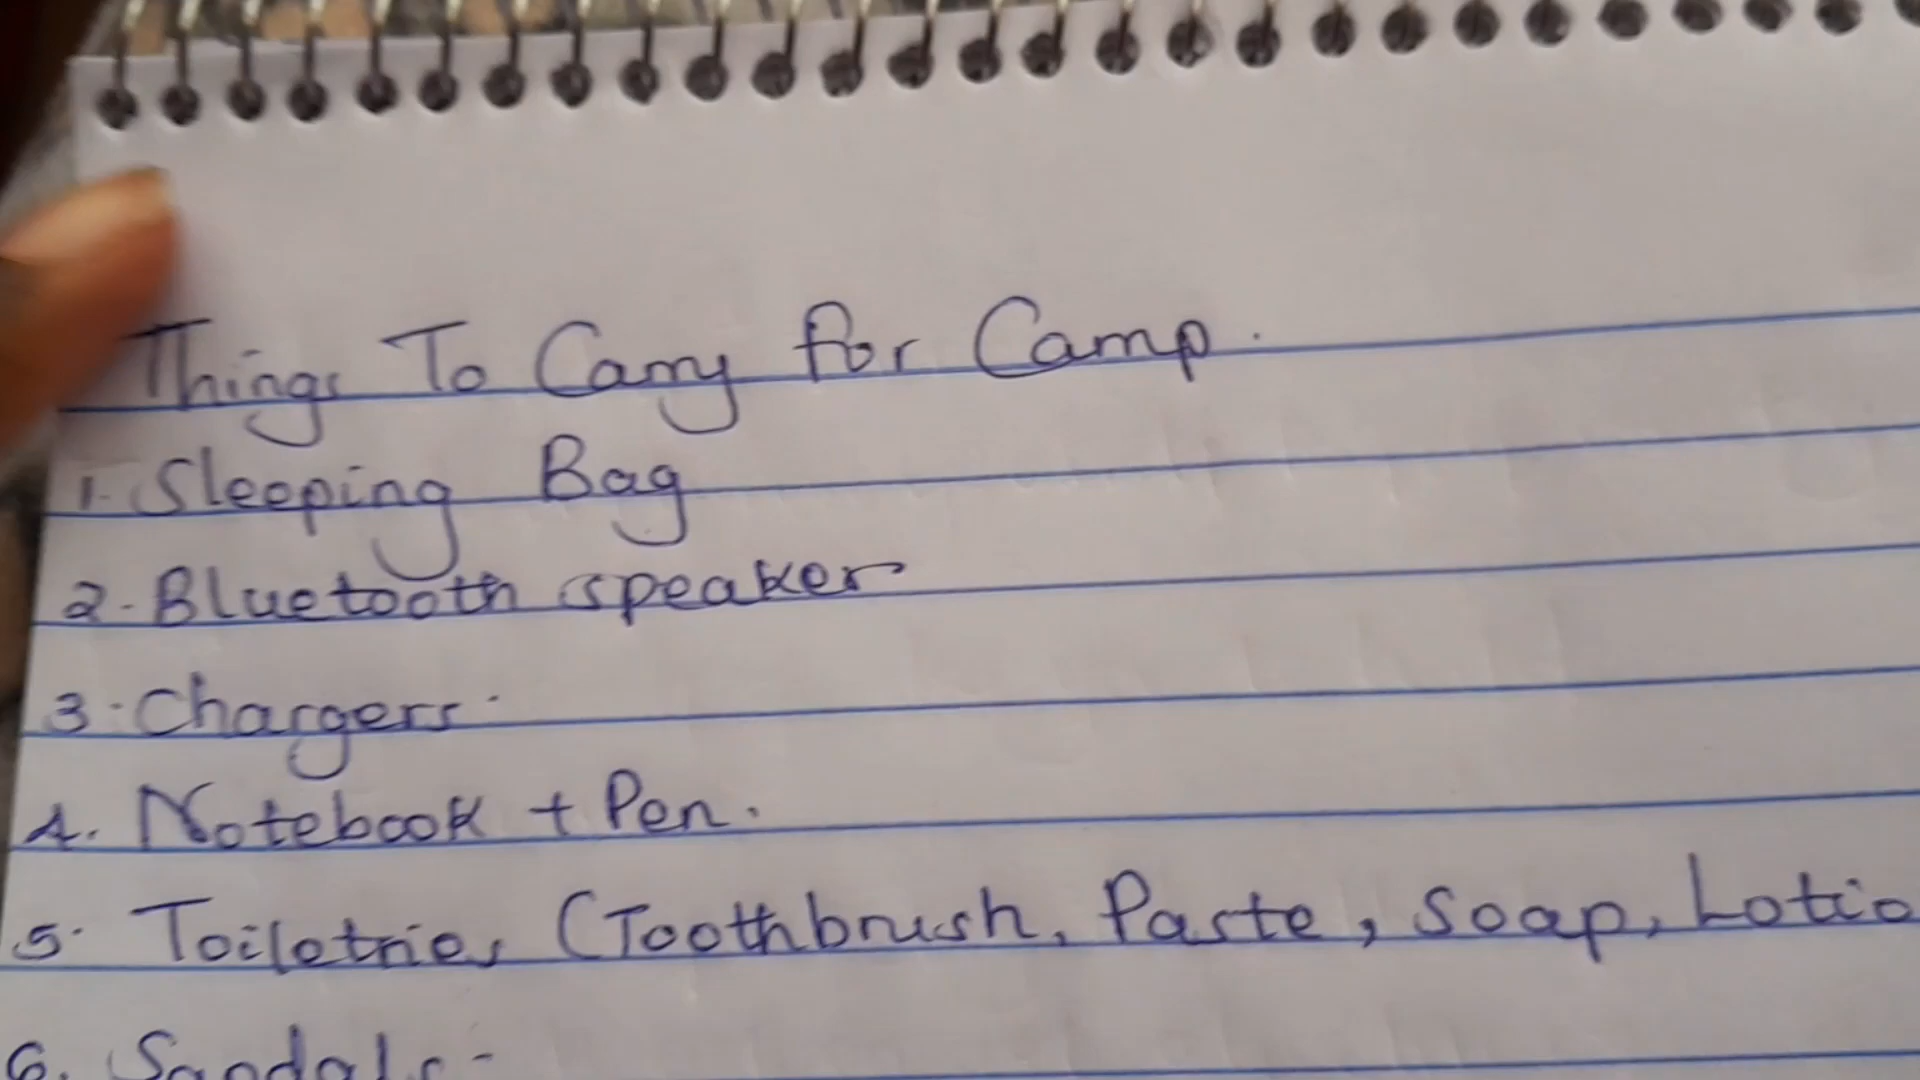 Things To Carry for Camp.
1. Sleeping Bag
2. Bluetooth speaker
3. Chargers.
4. Notebook + Pen.
5. Toiletries (Toothbrush, Paste, Soap, Lotio
6. Sandals -